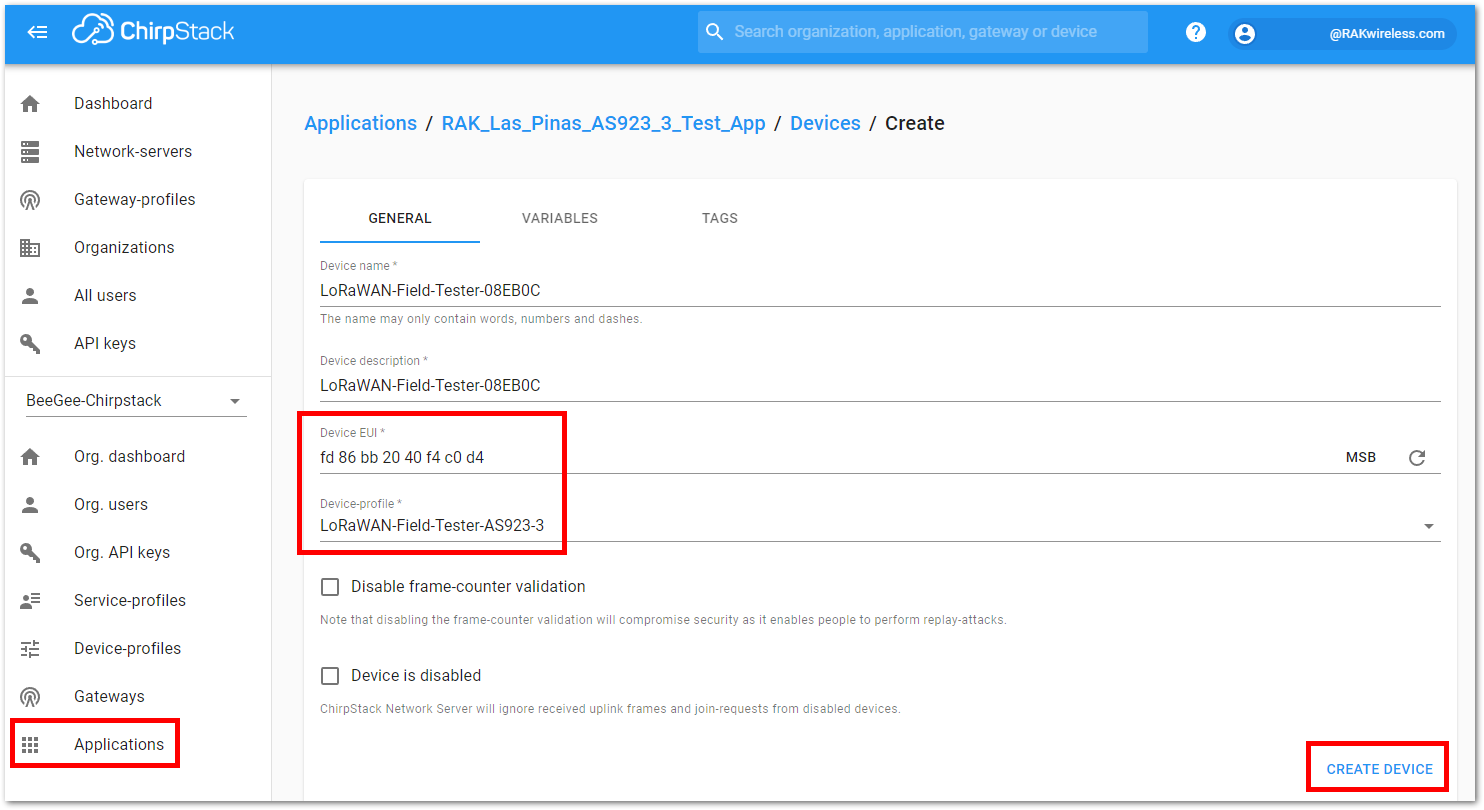 ChirpStack
Search organization, application, gateway or device
?
@RAKwireless.com
Dashboard
Network-servers
Gateway-profiles
Organizations
All users
API keys
BeeGee-Chirpstack
Org. dashboard
Org. users
Org. API keys
Service-profiles
Device-profiles
Gateways
Applications
Applications / RAK_Las_Pinas_AS923_3_Test_App / Devices / Create
GENERAL VARIABLES TAGS
Device name *
LoRaWAN-Field-Tester-08EB0C
The name may only contain words, numbers and dashes.
Device description *
LoRaWAN-Field-Tester-08EB0C
Device EUI *
fd 86 bb 20 40 f4 c0 d4 MSB
Device-profile *
LoRaWAN-Field-Tester-AS923-3
Disable frame-counter validation
Note that disabling the frame-counter validation will compromise security as it enables people to perform replay-attacks.
Device is disabled
ChirpStack Network Server will ignore received uplink frames and join-requests from disabled devices.
CREATE DEVICE